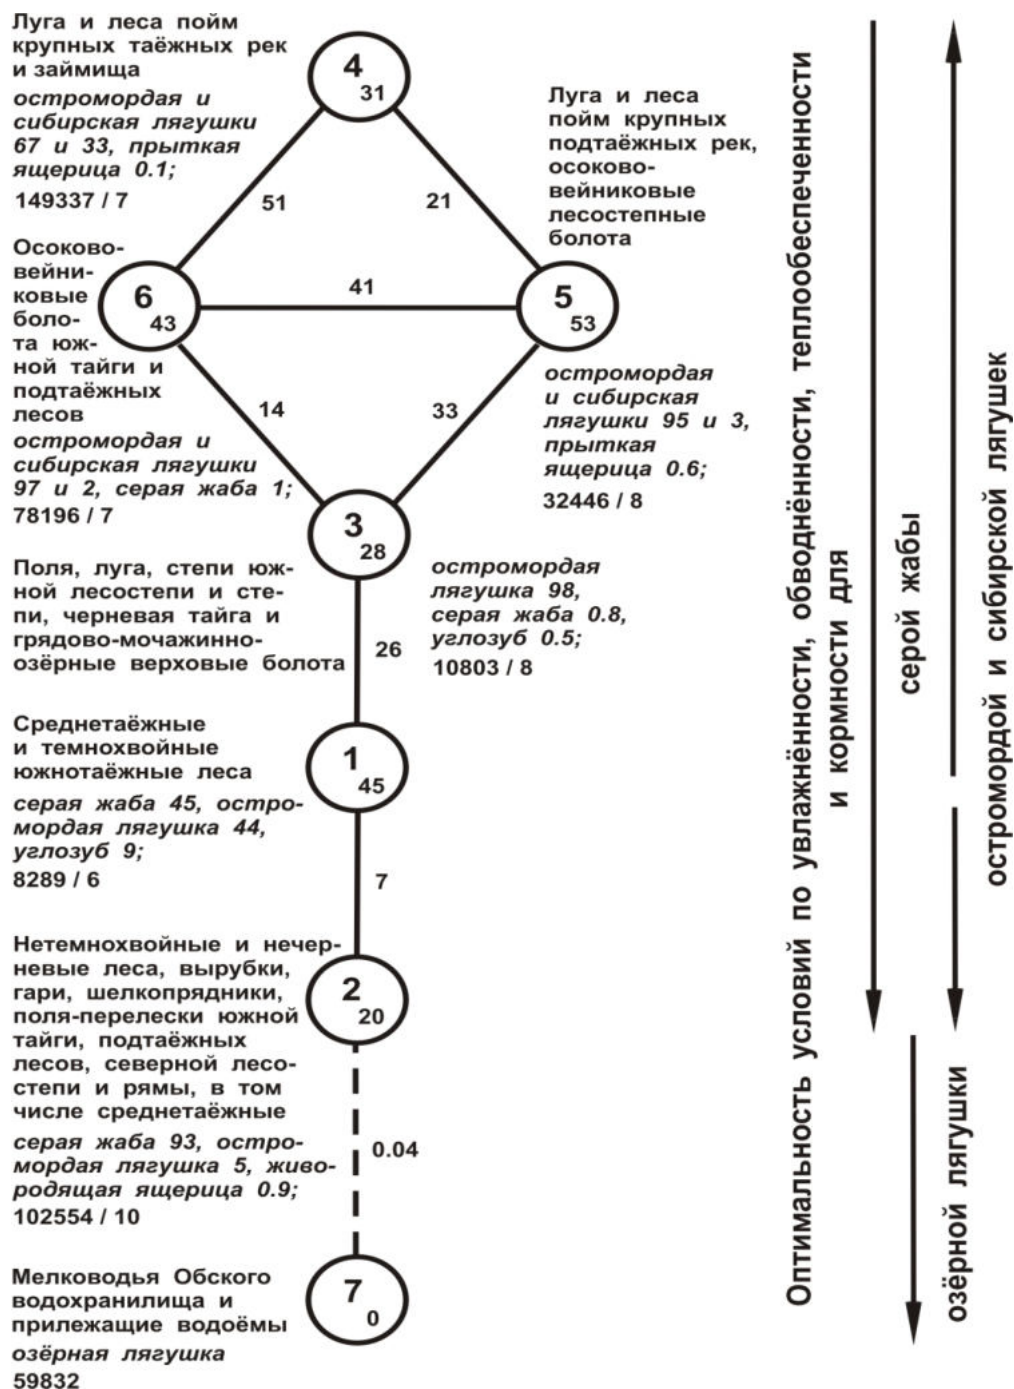 Луга и леса пойм
крупных таёжных рек
и займища
остромордая и
сибирская лягушки
67 и 33, прыткая
ящерица 0.1;
149337 / 7
4
31
Луга и леса
пойм крупных
подтаёжных рек,
осоково-
вейниковые
лесостепные
болота
51
21
Осоково-
вейни-
ковые
боло-
та юж-
ной тайги и
подтаёжных
лесов
6
43
41
5
53
остромордая и
сибирская лягушки
97 и 2, серая жаба 1;
78196 / 7
14
33
остромордая
и сибирская
лягушки 95 и 3,
прыткая
ящерица 0.6;
32446 / 8
3
28
Поля, луга, степи юж-
ной лесостепи и сте-
пи, черневая тайга и
грядово-мочажинно-
озёрные верховые болота
остромордая
лягушка 98,
серая жаба 0.8,
углозуб 0.5;
10803 / 8
26
Среднетаёжные
и темнохвойные
южнотаёжные леса
серая жаба 45, остро-
мордая лягушка 44,
углозуб 9;
8289 / 6
1
45
7
Нетемнохвойные и нечер-
невые леса, вырубки,
гари, шелкопрядники,
поля-перелески южной
тайги, подтаёжных
лесов, северной лесо-
степи и рямы, в том
числе среднетаёжные
серая жаба 93, остро-
мордая лягушка 5, живо-
родящая ящерица 0.9;
102554 / 10
2
20
0.04
Мелководья Обского
водохранилища и
прилежащие водоёмы
озёрная лягушка
59832
7
0
Оптимальность условий по увлажнённости, обводнённости, теплообеспеченности
и кормности для
серой жабы
остромордой и сибирской лягушек
озёрной лягушки